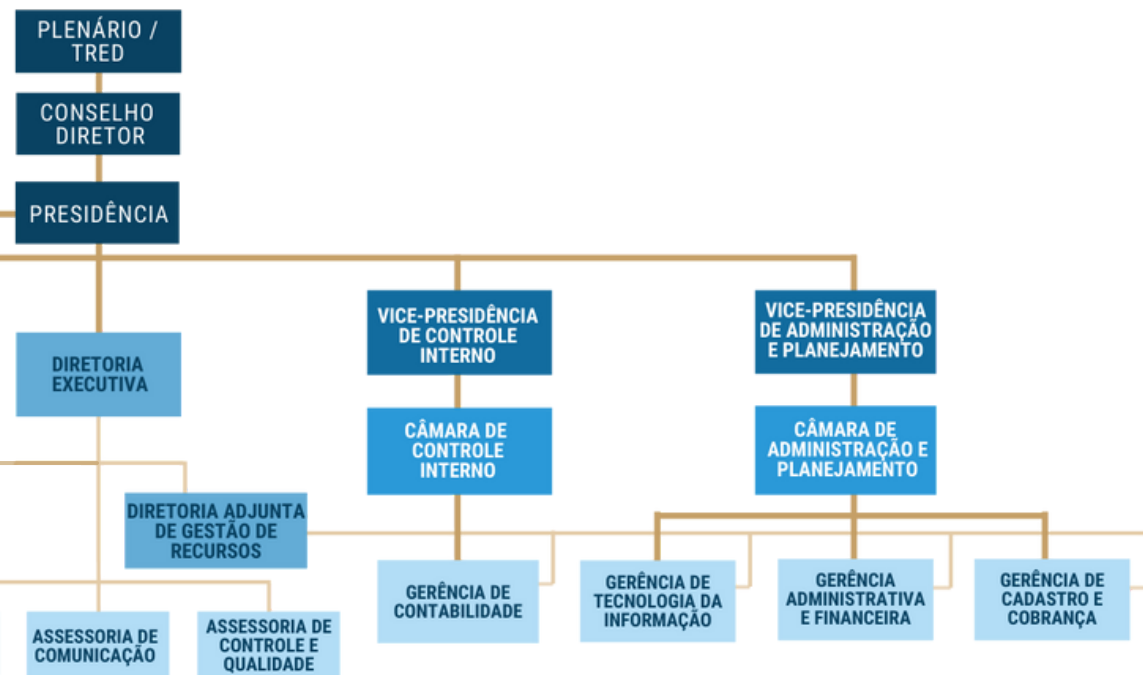 PLENÁRIO /
TRED
CONSELHO
DIRETOR
PRESIDÊNCIA
VICE-PRESIDÊNCIA
DE CONTROLE
INTERNO
VICE-PRESIDÊNCIA
DE ADMINISTRAÇÃO
E PLANEJAMENTO
DIRETORIA
EXECUTIVA
CÂMARA DE
CONTROLE
INTERNO
CÂMARA DE
ADMINISTRAÇÃO E
PLANEJAMENTO
DIRETORIA ADJUNTA
DE GESTÃO DE
RECURSOS
GERÊNCIA DE
CONTABILIDADE
GERÊNCIA DE
TECNOLOGIA DA
INFORMAÇÃO
GERÊNCIA
ADMINISTRATIVA
E FINANCEIRA
GERÊNCIA DE
CADASTRO E
COBRANÇA
ASSESSORIA DE
COMUNICAÇÃO
ASSESSORIA DE
CONTROLE E
QUALIDADE